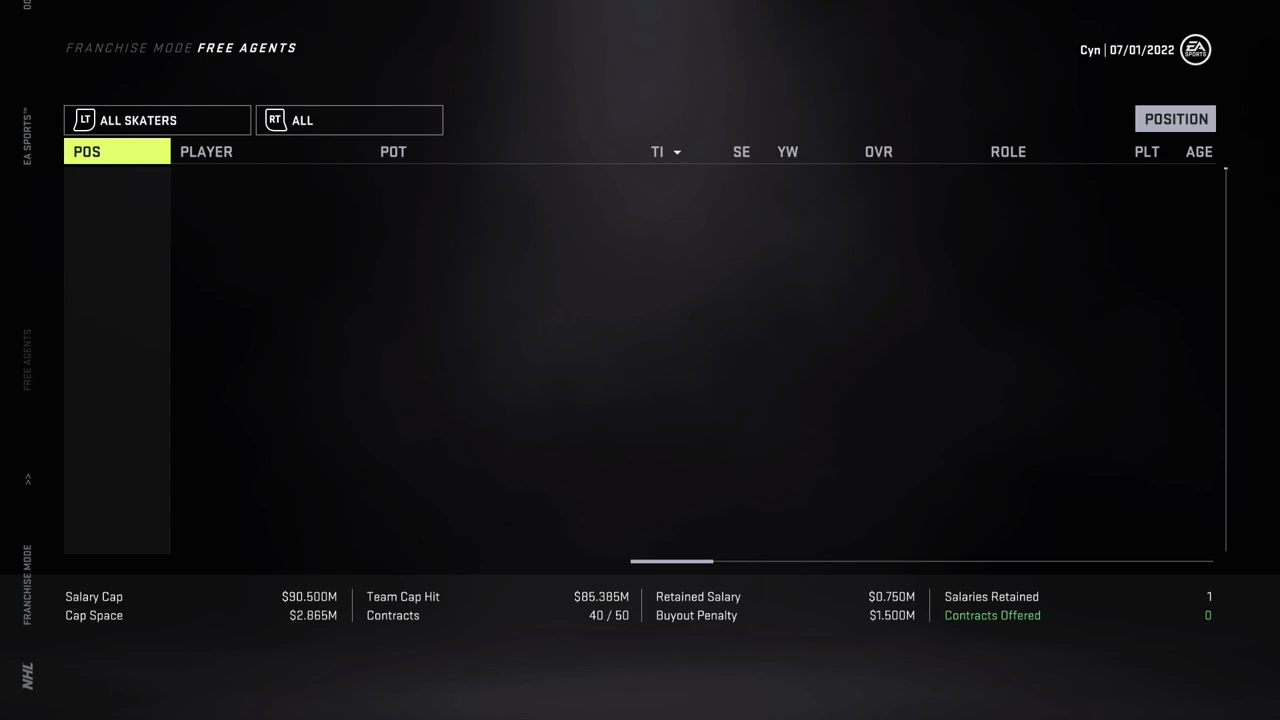 FRANCHISE MODE FREE AGENTS
Cyn | 07/01/2022
EA SPORTS
LT ALL SKATERS
RT ALL
POSITION
POS PLAYER POT TI SE YW OVR ROLE PLT AGE
Salary Cap $90.500M Team Cap Hit $85.385M Retained Salary $0.750M Salaries Retained 1
Cap Space $2.865M Contracts 40 / 50 Buyout Penalty $1.500M Contracts Offered 0
NHL
FRANCHISE MODE
>>
FREE AGENTS
EA SPORTS™